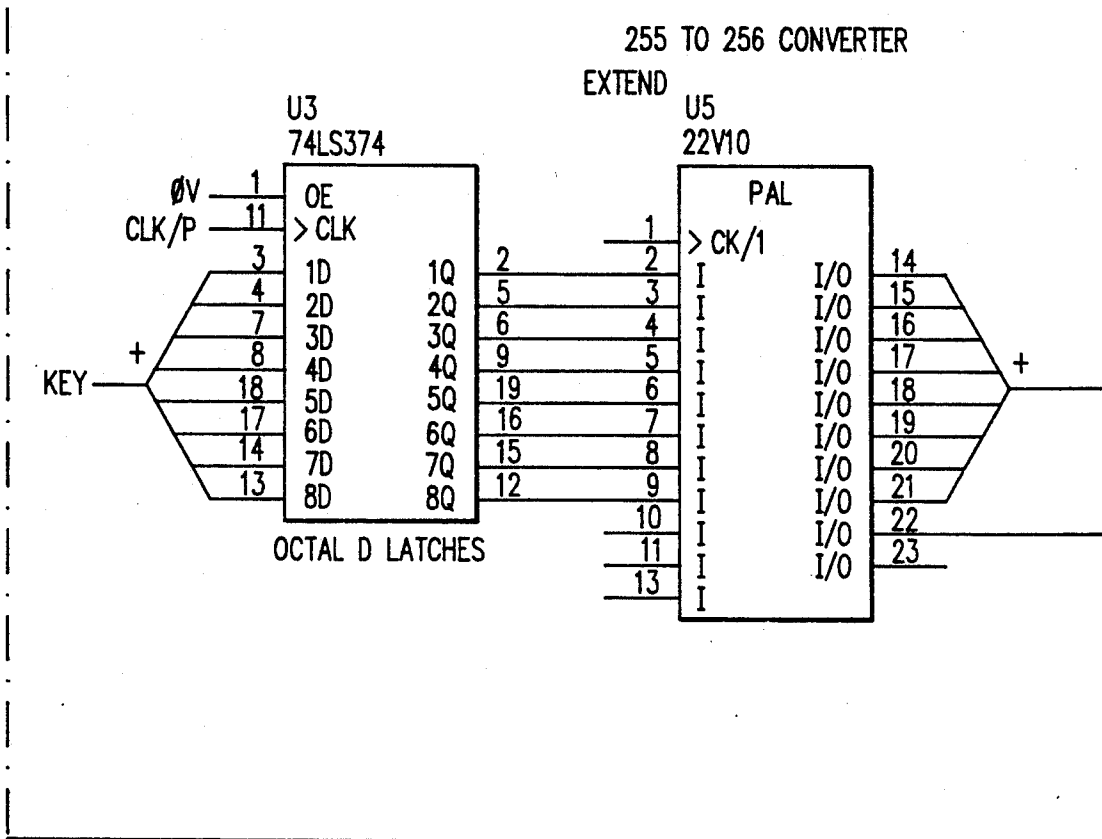 255 TO 256 CONVERTER
EXTEND
U3
74LS374
U5
22V10
ØV 1 OE
CLK/P 11 > CLK
3 1D 1Q 2
4 2D 2Q 5
7 3D 3Q 6
8 4D 4Q 9
18 5D 5Q 19
17 6D 6Q 16
14 7D 7Q 15
13 8D 8Q 12
KEY +
OCTAL D LATCHES
PAL
1 > CK/1
2 I I/O 14
3 I I/O 15
4 I I/O 16
5 I I/O 17
6 I I/O 18
7 I I/O 19
8 I I/O 20
9 I I/O 21
10 I I/O 22
11 I I/O 23
13 I
+